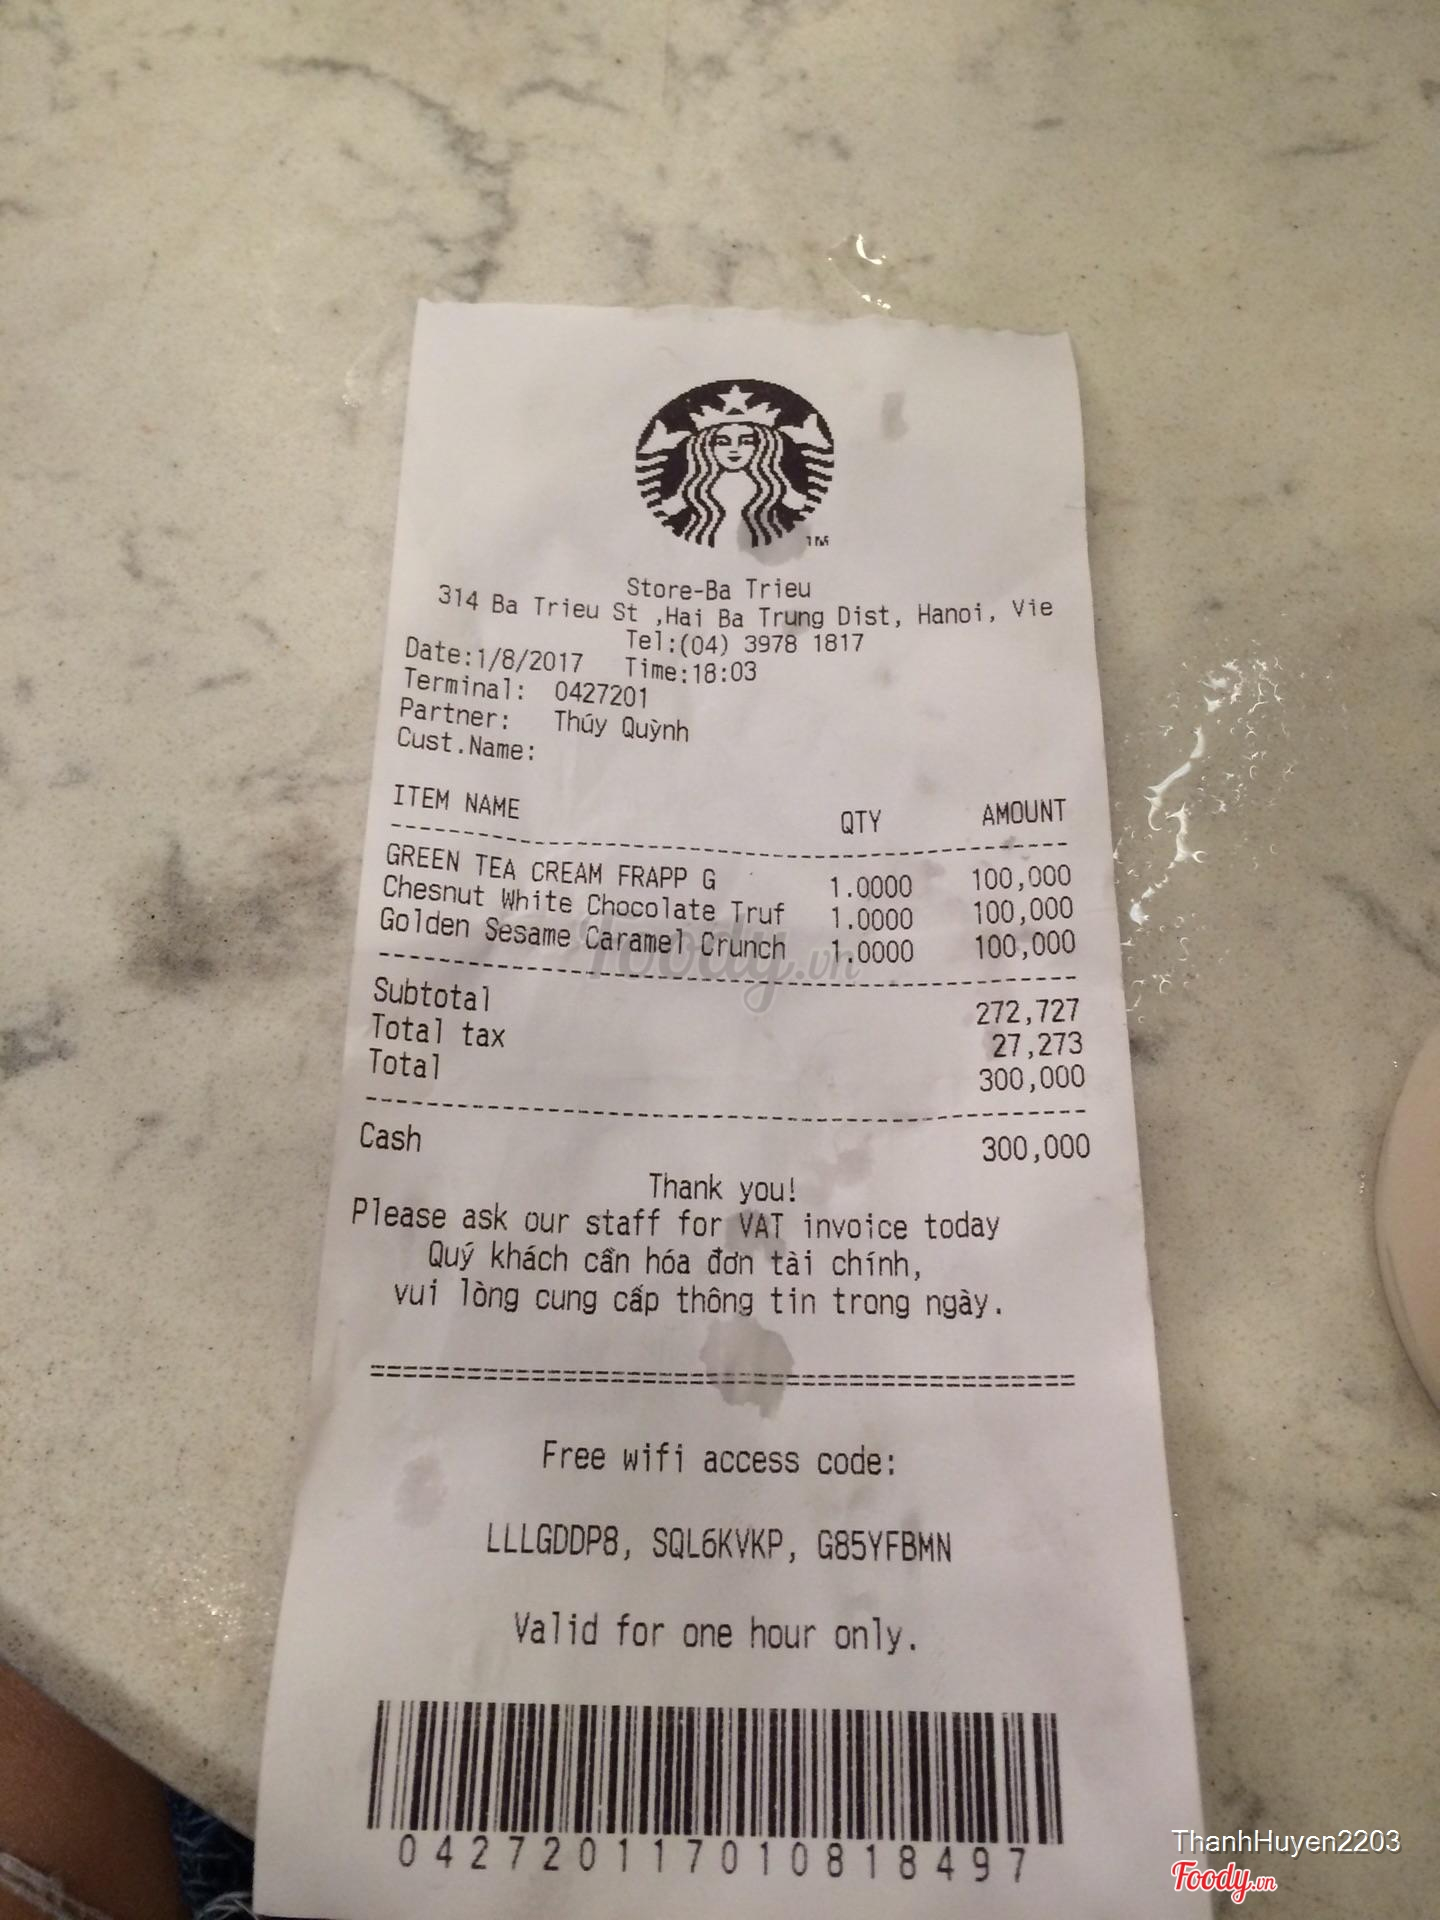 Store-Ba Trieu
314 Ba Trieu St ,Hai Ba Trung Dist, Hanoi, Vie
Tel:(04) 3978 1817
Date:1/8/2017 Time:18:03
Terminal: 0427201
Partner: Thúy Quỳnh
Cust.Name:
ITEM NAME QTY AMOUNT
GREEN TEA CREAM FRAPP G 1.0000 100,000
Chesnut White Chocolate Truf 1.0000 100,000
Golden Sesame Caramel Crunch 1.0000 100,000
Subtotal 272,727
Total tax 27,273
Total 300,000
Cash 300,000
Thank you!
Please ask our staff for VAT invoice today
Quý khách cần hóa đơn tài chính,
vui lòng cung cấp thông tin trong ngày.
Free wifi access code:
LLLGDDP8, SQL6KVKP, G85YFBMN
Valid for one hour only.
042720117010818497
Foody.vn
ThanhHuyen2203
Foody.vn